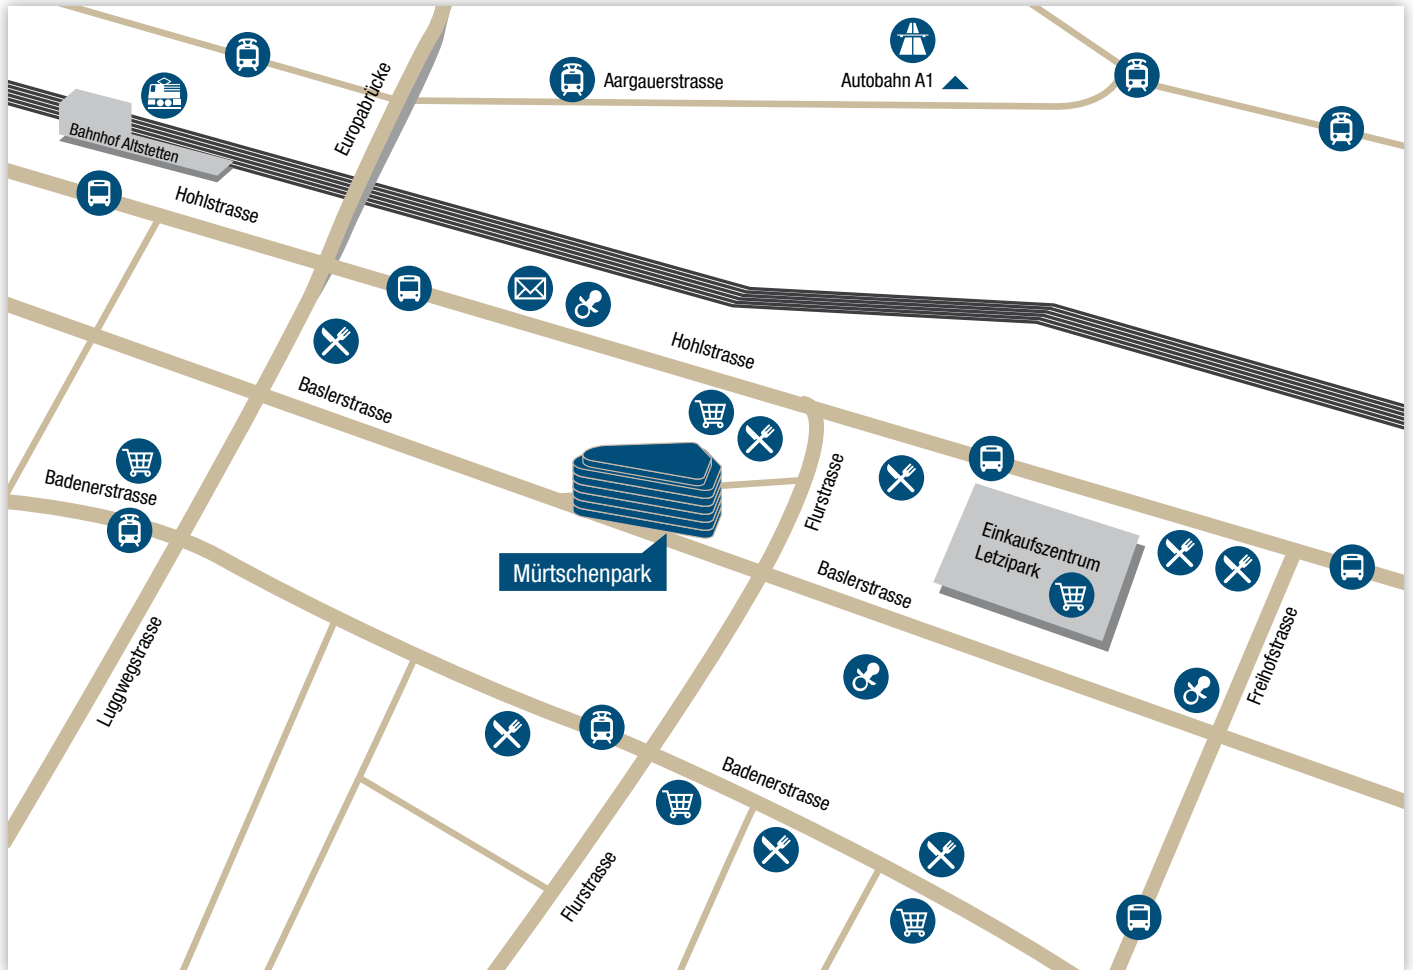 Europabrücke
Aargauerstrasse
Autobahn A1
Bahnhof Altstetten
Hohlstrasse
Hohlstrasse
Baslerstrasse
Badenerstrasse
Flurstrasse
Einkaufszentrum
Letzipark
Mürtschenpark
Baslerstrasse
Luggwegstrasse
Freihofstrasse
Badenerstrasse
Flurstrasse